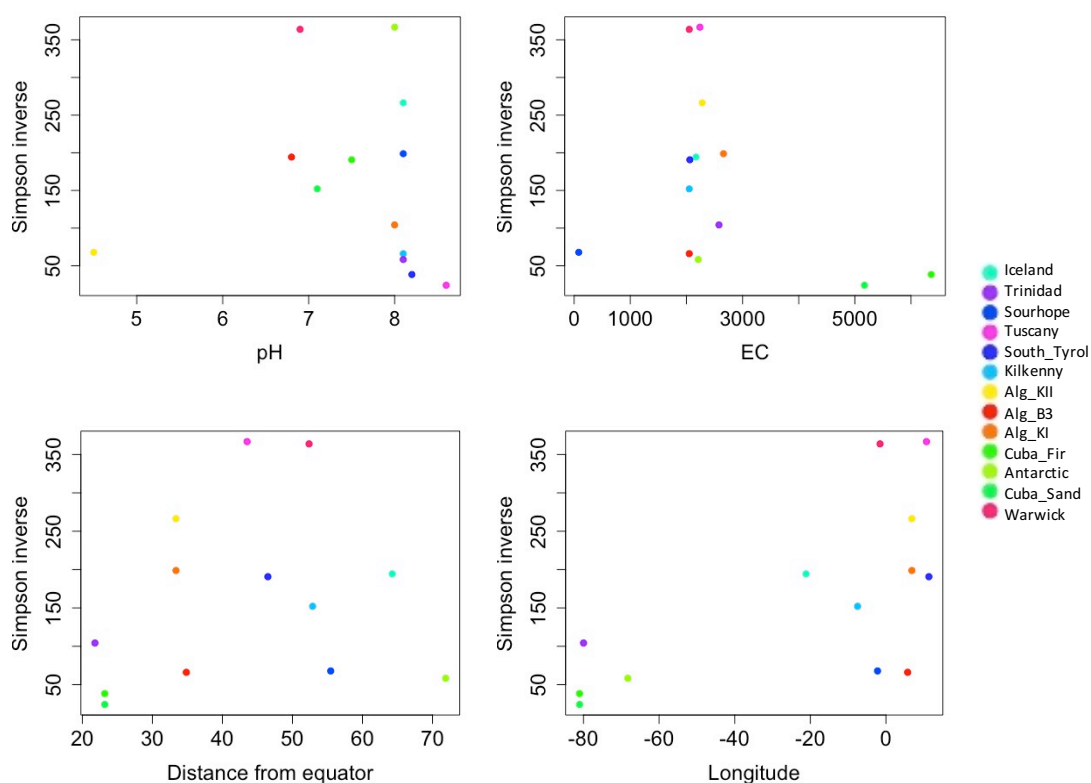 Simpson inverse
350
250
150
50
5
6
7
8
pH
Simpson inverse
350
250
150
50
0
1000
3000
5000
EC
Iceland
Trinidad
Sourhope
Tuscany
South_Tyrol
Kilkenny
Alg_KII
Alg_B3
Alg_KI
Cuba_Fir
Antarctic
Cuba_Sand
Warwick
Simpson inverse
350
250
150
50
20
30
40
50
60
70
Distance from equator
Simpson inverse
350
250
150
50
-80
-60
-40
-20
0
Longitude